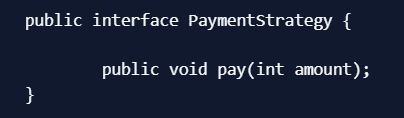 public interface PaymentStrategy {
public void pay(int amount);
}